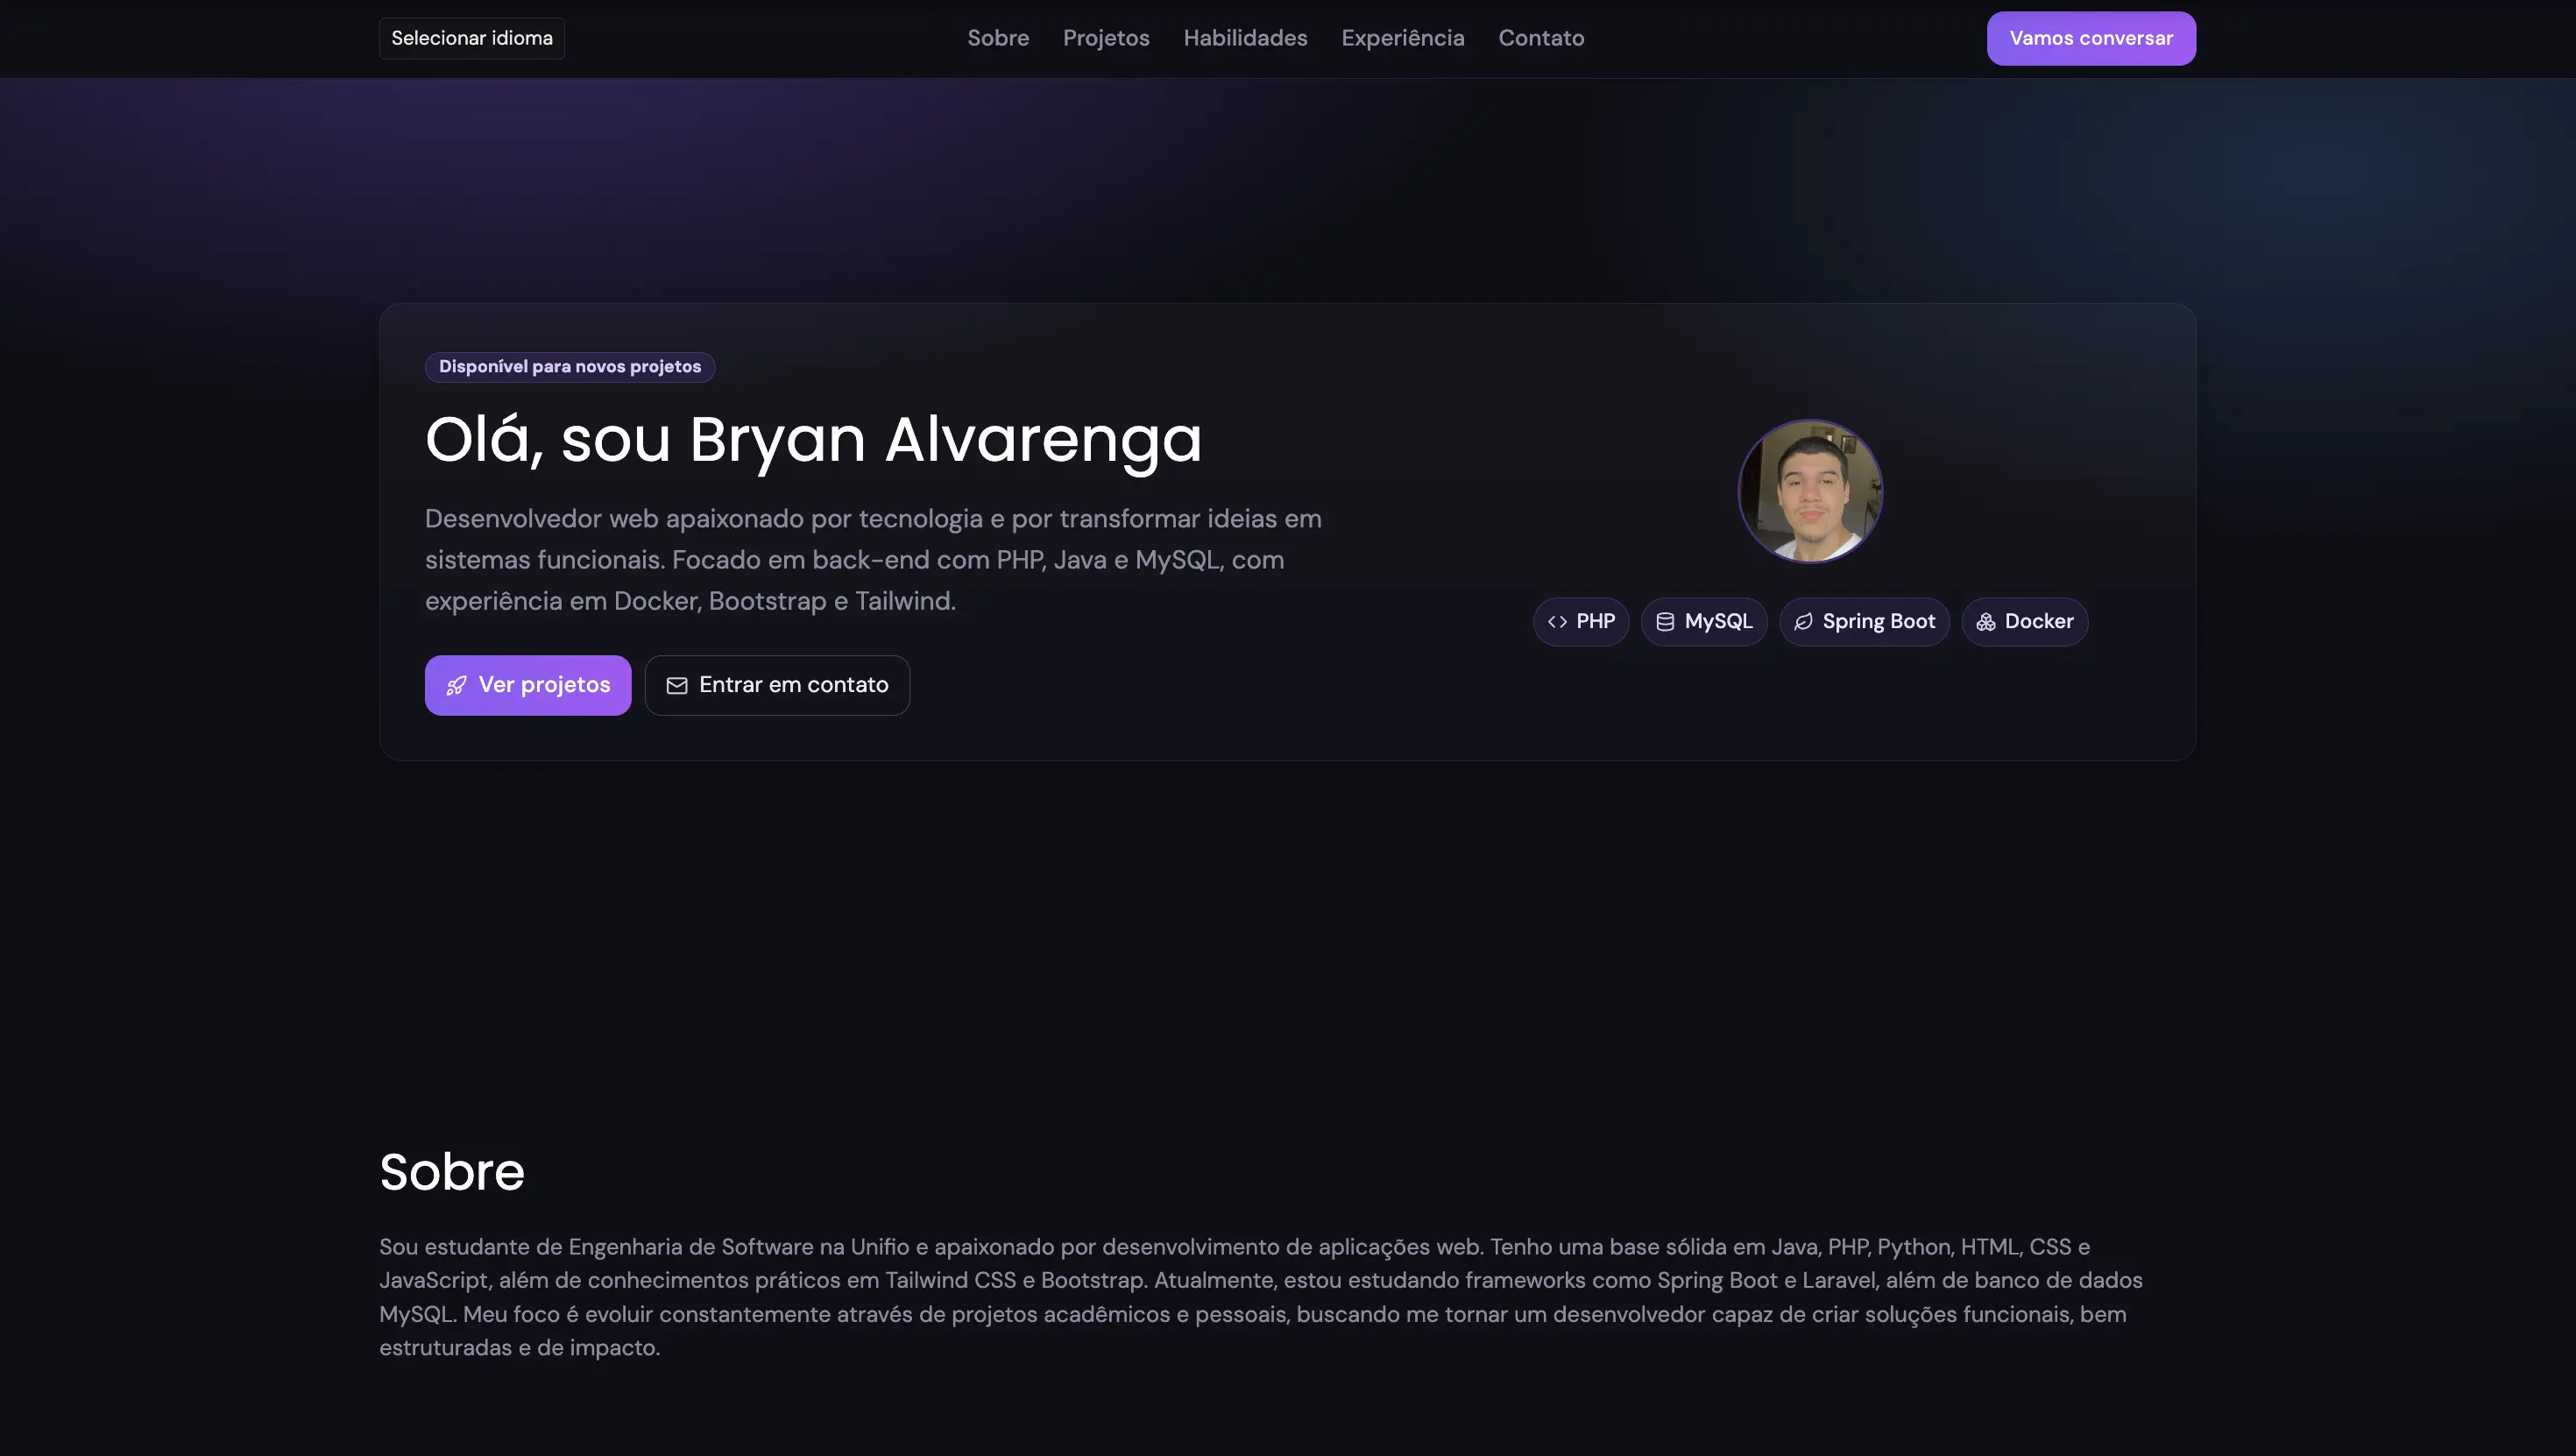 Selecionar idioma
Sobre
Projetos
Habilidades
Experiência
Contato
Vamos conversar
Disponível para novos projetos
Olá, sou Bryan Alvarenga
Desenvolvedor web apaixonado por tecnologia e por transformar ideias em
sistemas funcionais. Focado em back-end com PHP, Java e MySQL, com
experiência em Docker, Bootstrap e Tailwind.
Ver projetos
Entrar em contato
PHP
MySQL
Spring Boot
Docker
Sobre
Sou estudante de Engenharia de Software na Unifio e apaixonado por desenvolvimento de aplicações web. Tenho uma base sólida em Java, PHP, Python, HTML, CSS e
JavaScript, além de conhecimentos práticos em Tailwind CSS e Bootstrap. Atualmente, estou estudando frameworks como Spring Boot e Laravel, além de banco de dados
MySQL. Meu foco é evoluir constantemente através de projetos acadêmicos e pessoais, buscando me tornar um desenvolvedor capaz de criar soluções funcionais, bem
estruturadas e de impacto.